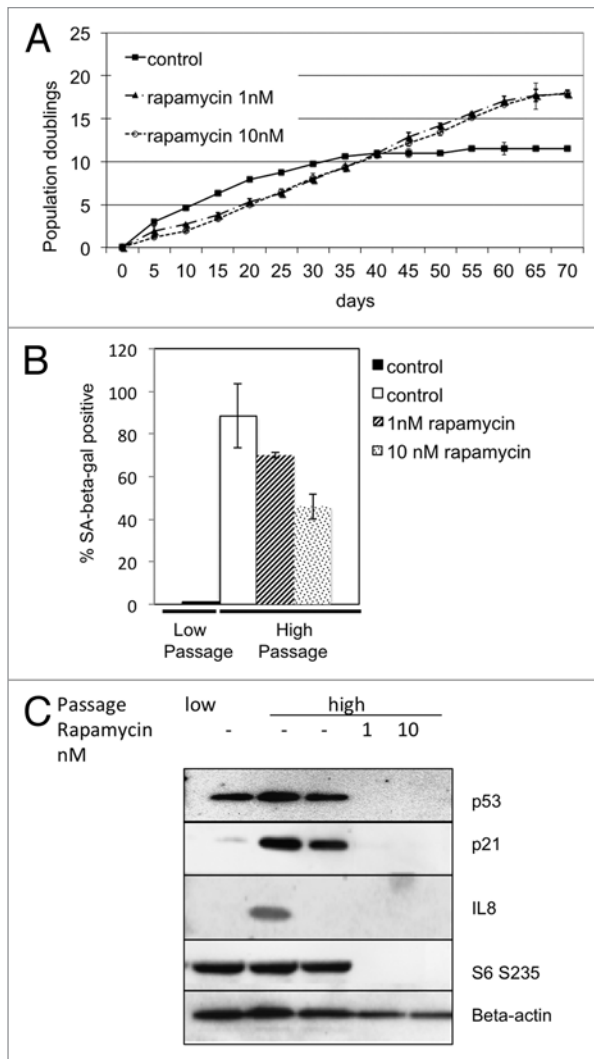 A
Population doublings
25
20
15
10
5
0
control
rapamycin 1nM
rapamycin 10nM
0 5 10 15 20 25 30 35 40 45 50 55 60 65 70
days
B
% SA-beta-gal positive
120
100
80
60
40
20
0
control
control
1nM rapamycin
10 nM rapamycin
Low Passage
High Passage
C
Passage low high
Rapamycin nM - - - 1 10
p53
p21
IL8
S6 S235
Beta-actin